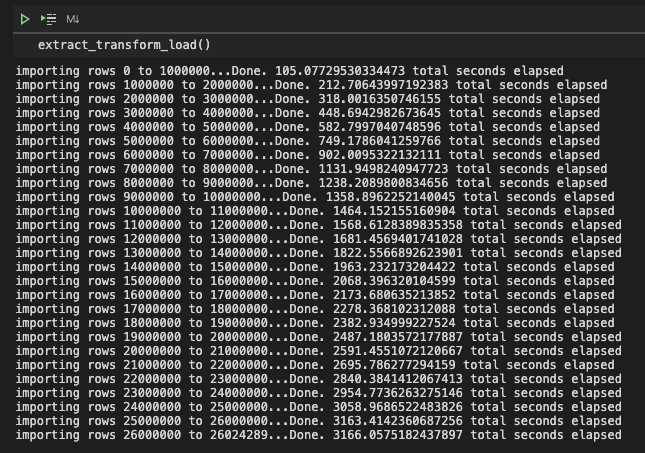 M↓
extract_transform_load()
importing rows 0 to 1000000...Done. 105.07729530334473 total seconds elapsed
importing rows 1000000 to 2000000...Done. 212.70643997192383 total seconds elapsed
importing rows 2000000 to 3000000...Done. 318.0016350746155 total seconds elapsed
importing rows 3000000 to 4000000...Done. 448.6942982673645 total seconds elapsed
importing rows 4000000 to 5000000...Done. 582.7997040748596 total seconds elapsed
importing rows 5000000 to 6000000...Done. 749.1786041259766 total seconds elapsed
importing rows 6000000 to 7000000...Done. 902.0095322132111 total seconds elapsed
importing rows 7000000 to 8000000...Done. 1131.9498240947723 total seconds elapsed
importing rows 8000000 to 9000000...Done. 1238.2089800834656 total seconds elapsed
importing rows 9000000 to 10000000...Done. 1358.8962252140045 total seconds elapsed
importing rows 10000000 to 11000000...Done. 1464.152155160904 total seconds elapsed
importing rows 11000000 to 12000000...Done. 1568.6128389835358 total seconds elapsed
importing rows 12000000 to 13000000...Done. 1681.4569401741028 total seconds elapsed
importing rows 13000000 to 14000000...Done. 1822.5566892623901 total seconds elapsed
importing rows 14000000 to 15000000...Done. 1963.232173204422 total seconds elapsed
importing rows 15000000 to 16000000...Done. 2068.396320104599 total seconds elapsed
importing rows 16000000 to 17000000...Done. 2173.680635213852 total seconds elapsed
importing rows 17000000 to 18000000...Done. 2278.368102312088 total seconds elapsed
importing rows 18000000 to 19000000...Done. 2382.934999227524 total seconds elapsed
importing rows 19000000 to 20000000...Done. 2487.1803572177887 total seconds elapsed
importing rows 20000000 to 21000000...Done. 2591.4551072120667 total seconds elapsed
importing rows 21000000 to 22000000...Done. 2695.786277294159 total seconds elapsed
importing rows 22000000 to 23000000...Done. 2840.3841412067413 total seconds elapsed
importing rows 23000000 to 24000000...Done. 2954.7736263275146 total seconds elapsed
importing rows 24000000 to 25000000...Done. 3058.9686522483826 total seconds elapsed
importing rows 25000000 to 26000000...Done. 3163.4142360687256 total seconds elapsed
importing rows 26000000 to 26024289...Done. 3166.0575182437897 total seconds elapsed